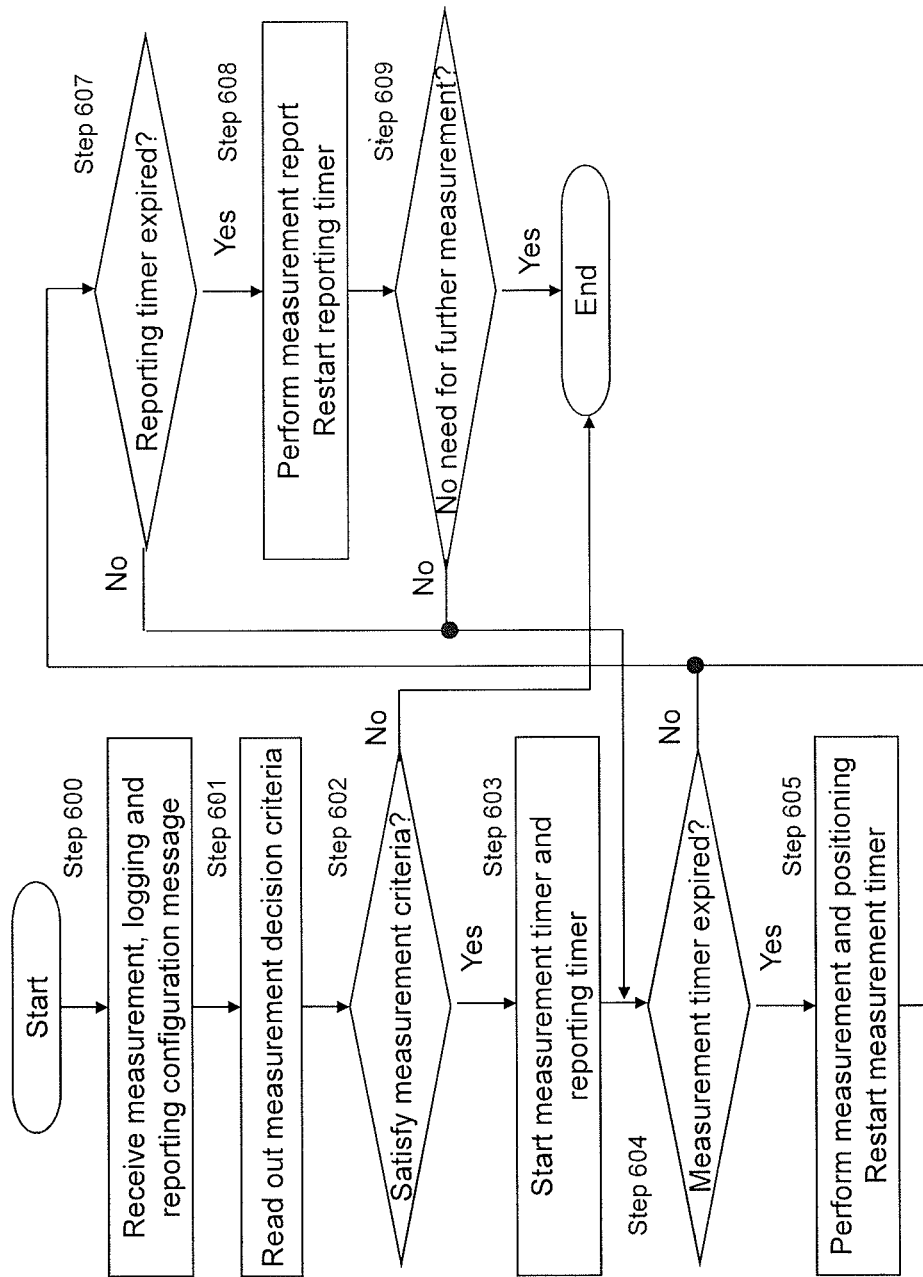 Start
Step 600
Receive measurement, logging and
reporting configuration message
Step 601
Read out measurement decision criteria
Step 602
Satisfy measurement criteria?
No
Yes
Step 603
Start measurement timer and
reporting timer
Step 604
Measurement timer expired?
No
Yes
Step 605
Perform measurement and positioning
Restart measurement timer
Step 607
Reporting timer expired?
No
Yes
Step 608
Perform measurement report
Restart reporting timer
Step 609
No need for further measurement?
No
Yes
End